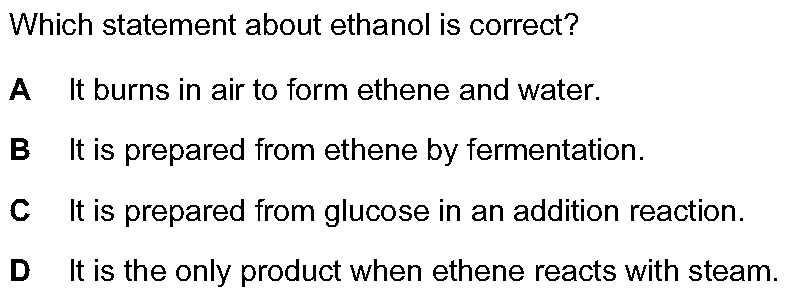 Which statement about ethanol is correct?
A It burns in air to form ethene and water.
B It is prepared from ethene by fermentation.
C It is prepared from glucose in an addition reaction.
D It is the only product when ethene reacts with steam.